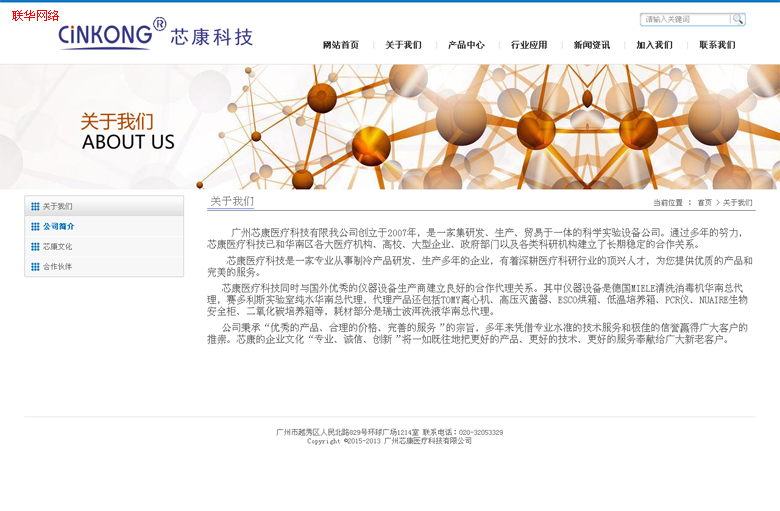 联华网络
CiNKONG® 芯康科技
请输入关键词
网站首页 关于我们 产品中心 行业应用 新闻资讯 加入我们 联系我们
关于我们
ABOUT US
关于我们
公司简介
芯康文化
合作伙伴
关于我们
当前位置 : 首页 > 关于我们
广州芯康医疗科技有限我公司创立于2007年，是一家集研发、生产、贸易于一体的科学实验设备公司。通过多年的努力，
芯康医疗科技已和华南区各大医疗机构、高校、大型企业、政府部门以及各类科研机构建立了长期稳定的合作关系。
芯康医疗科技是一家专业从事制冷产品研发、生产多年的企业，有着深耕医疗科研行业的顶兴人才，为您提供优质的产品和
完美的服务。
芯康医疗科技同时与国外优秀的仪器设备生产商建立良好的合作代理关系。其中仪器设备是德国MIELE清洗消毒机华南总代
理，赛多利斯实验室纯水华南总代理，代理产品还包括TOMY离心机、高压灭菌器、ESCO烘箱、低温培养箱、PCR仪、NUAIRE生物
安全柜、二氧化碳培养箱等，耗材部分是瑞士波洱洗液华南总代理。
公司秉承“优秀的产品、合理的价格、完善的服务”的宗旨，多年来凭借专业水准的技术服务和极佳的信誉赢得广大客户的
推崇。芯康的企业文化“专业、诚信、创新”将一如既往地把更好的产品、更好的技术、更好的服务奉献给广大新老客户。
广州市越秀区人民北路829号环球广场1214室 联系电话：020-32053329
Copyright ©2015-2013 广州芯康医疗科技有限公司